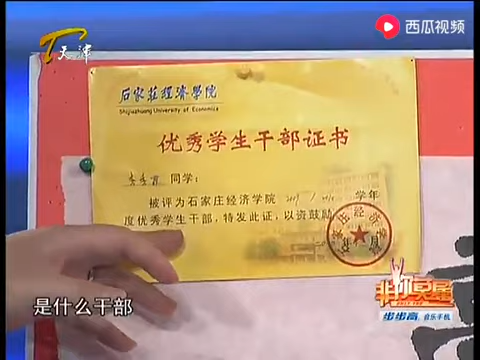 天津
西瓜视频
石家莊经濟學院
Shijiazhuang University of Economics
优秀学生干部证书
同学:
被评为石家庄经济学院 学年
度优秀学生干部,特发此证,以资鼓励
是什么干部
非你莫属
步步高 音乐手机